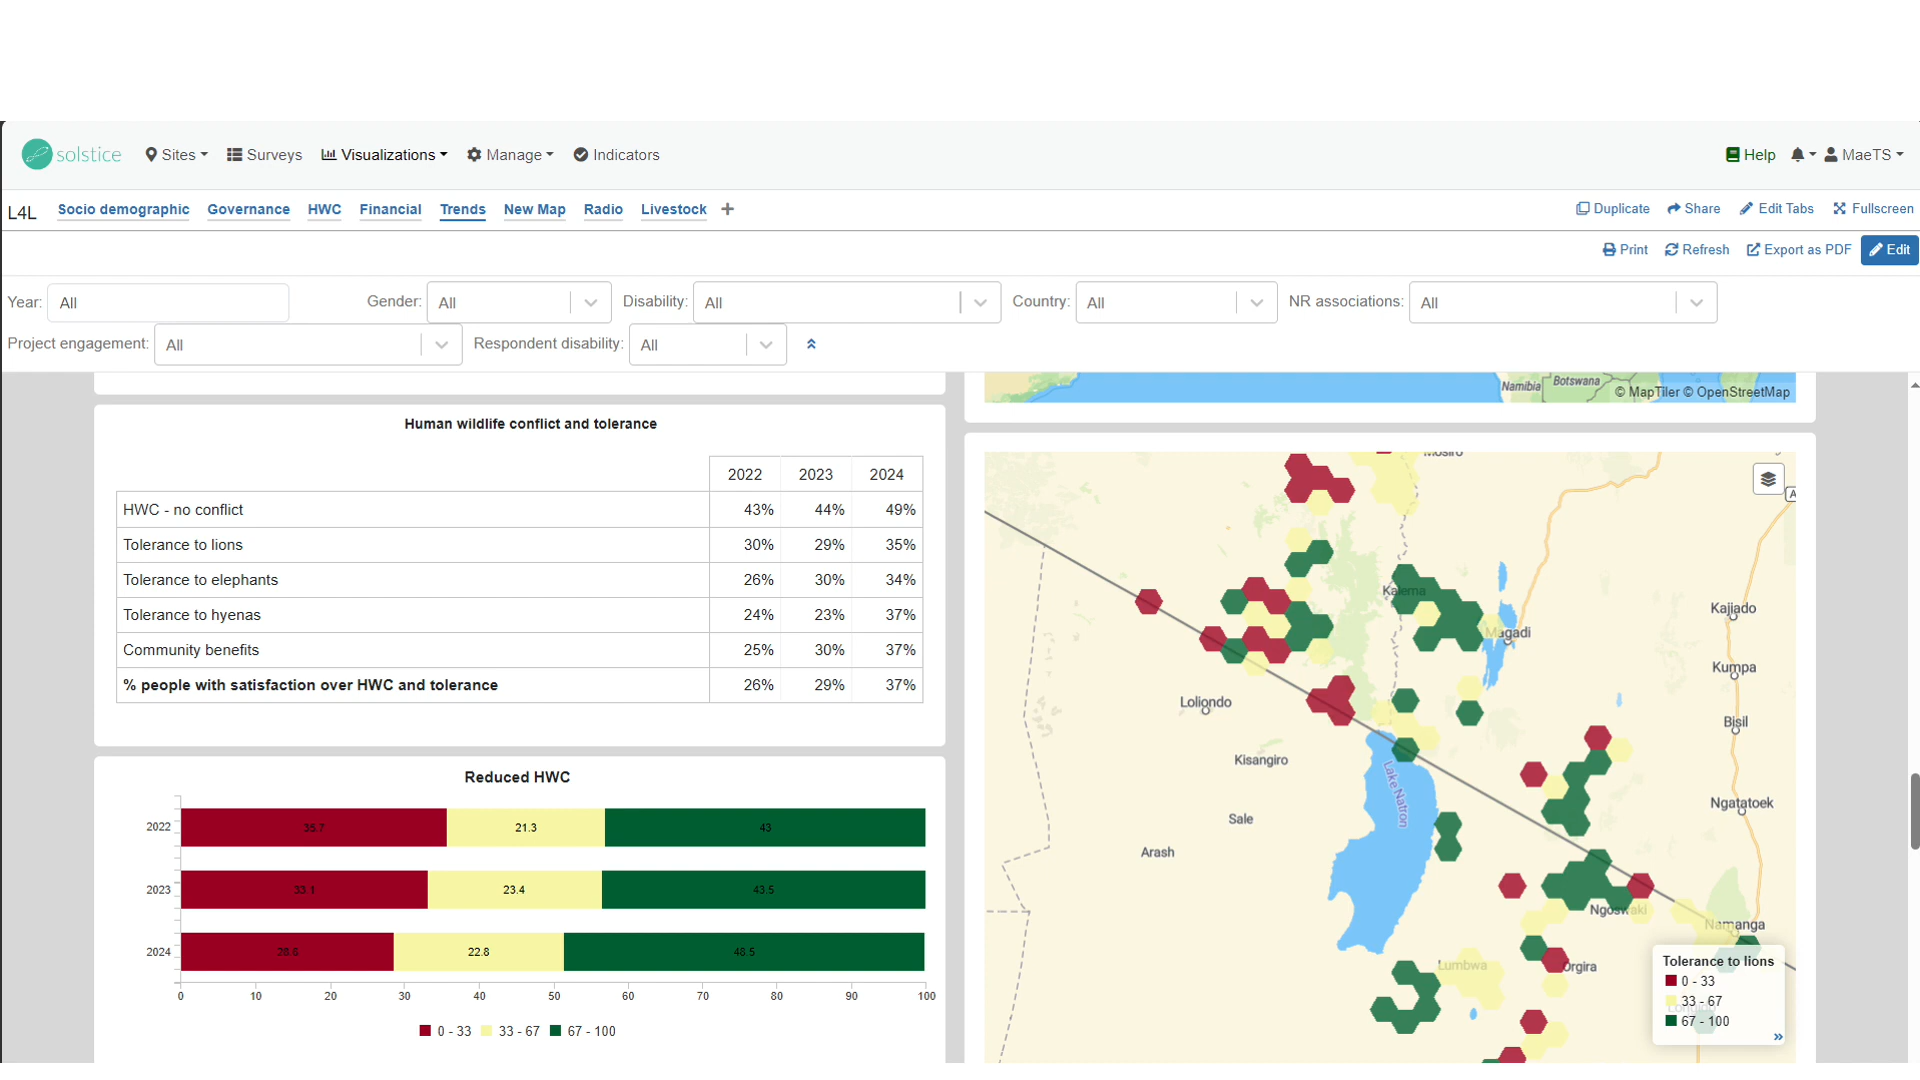 solstice Sites Surveys Visualizations Manage Indicators Help MaeTS
L4L Socio demographic Governance HWC Financial Trends New Map Radio Livestock + Duplicate Share Edit Tabs Fullscreen
Print Refresh Export as PDF Edit
Year: All Gender: All Disability: All Country: All NR associations: All
Project engagement: All Respondent disability: All
Namibia Botswana
© MapTiler © OpenStreetMap
Human wildlife conflict and tolerance
2022 2023 2024
HWC - no conflict 43% 44% 49%
Tolerance to lions 30% 29% 35%
Tolerance to elephants 26% 30% 34%
Tolerance to hyenas 24% 23% 37%
Community benefits 25% 30% 37%
% people with satisfaction over HWC and tolerance 26% 29% 37%
Reduced HWC
2022 35.7 21.3 43
2023 33.1 23.4 43.5
2024 28.6 22.8 48.5
0 10 20 30 40 50 60 70 80 90 100
0 - 33 33 - 67 67 - 100
A
Kalema
Kajiado
Magadi
Kumpa
Loliondo
Bisil
Kisangiro
Lake Natron
Ngatatoek
Sale
Arash
Ngoswaki
Namanga
Lumbwa
Orgira
Tolerance to lions
0 - 33
33 - 67
67 - 100